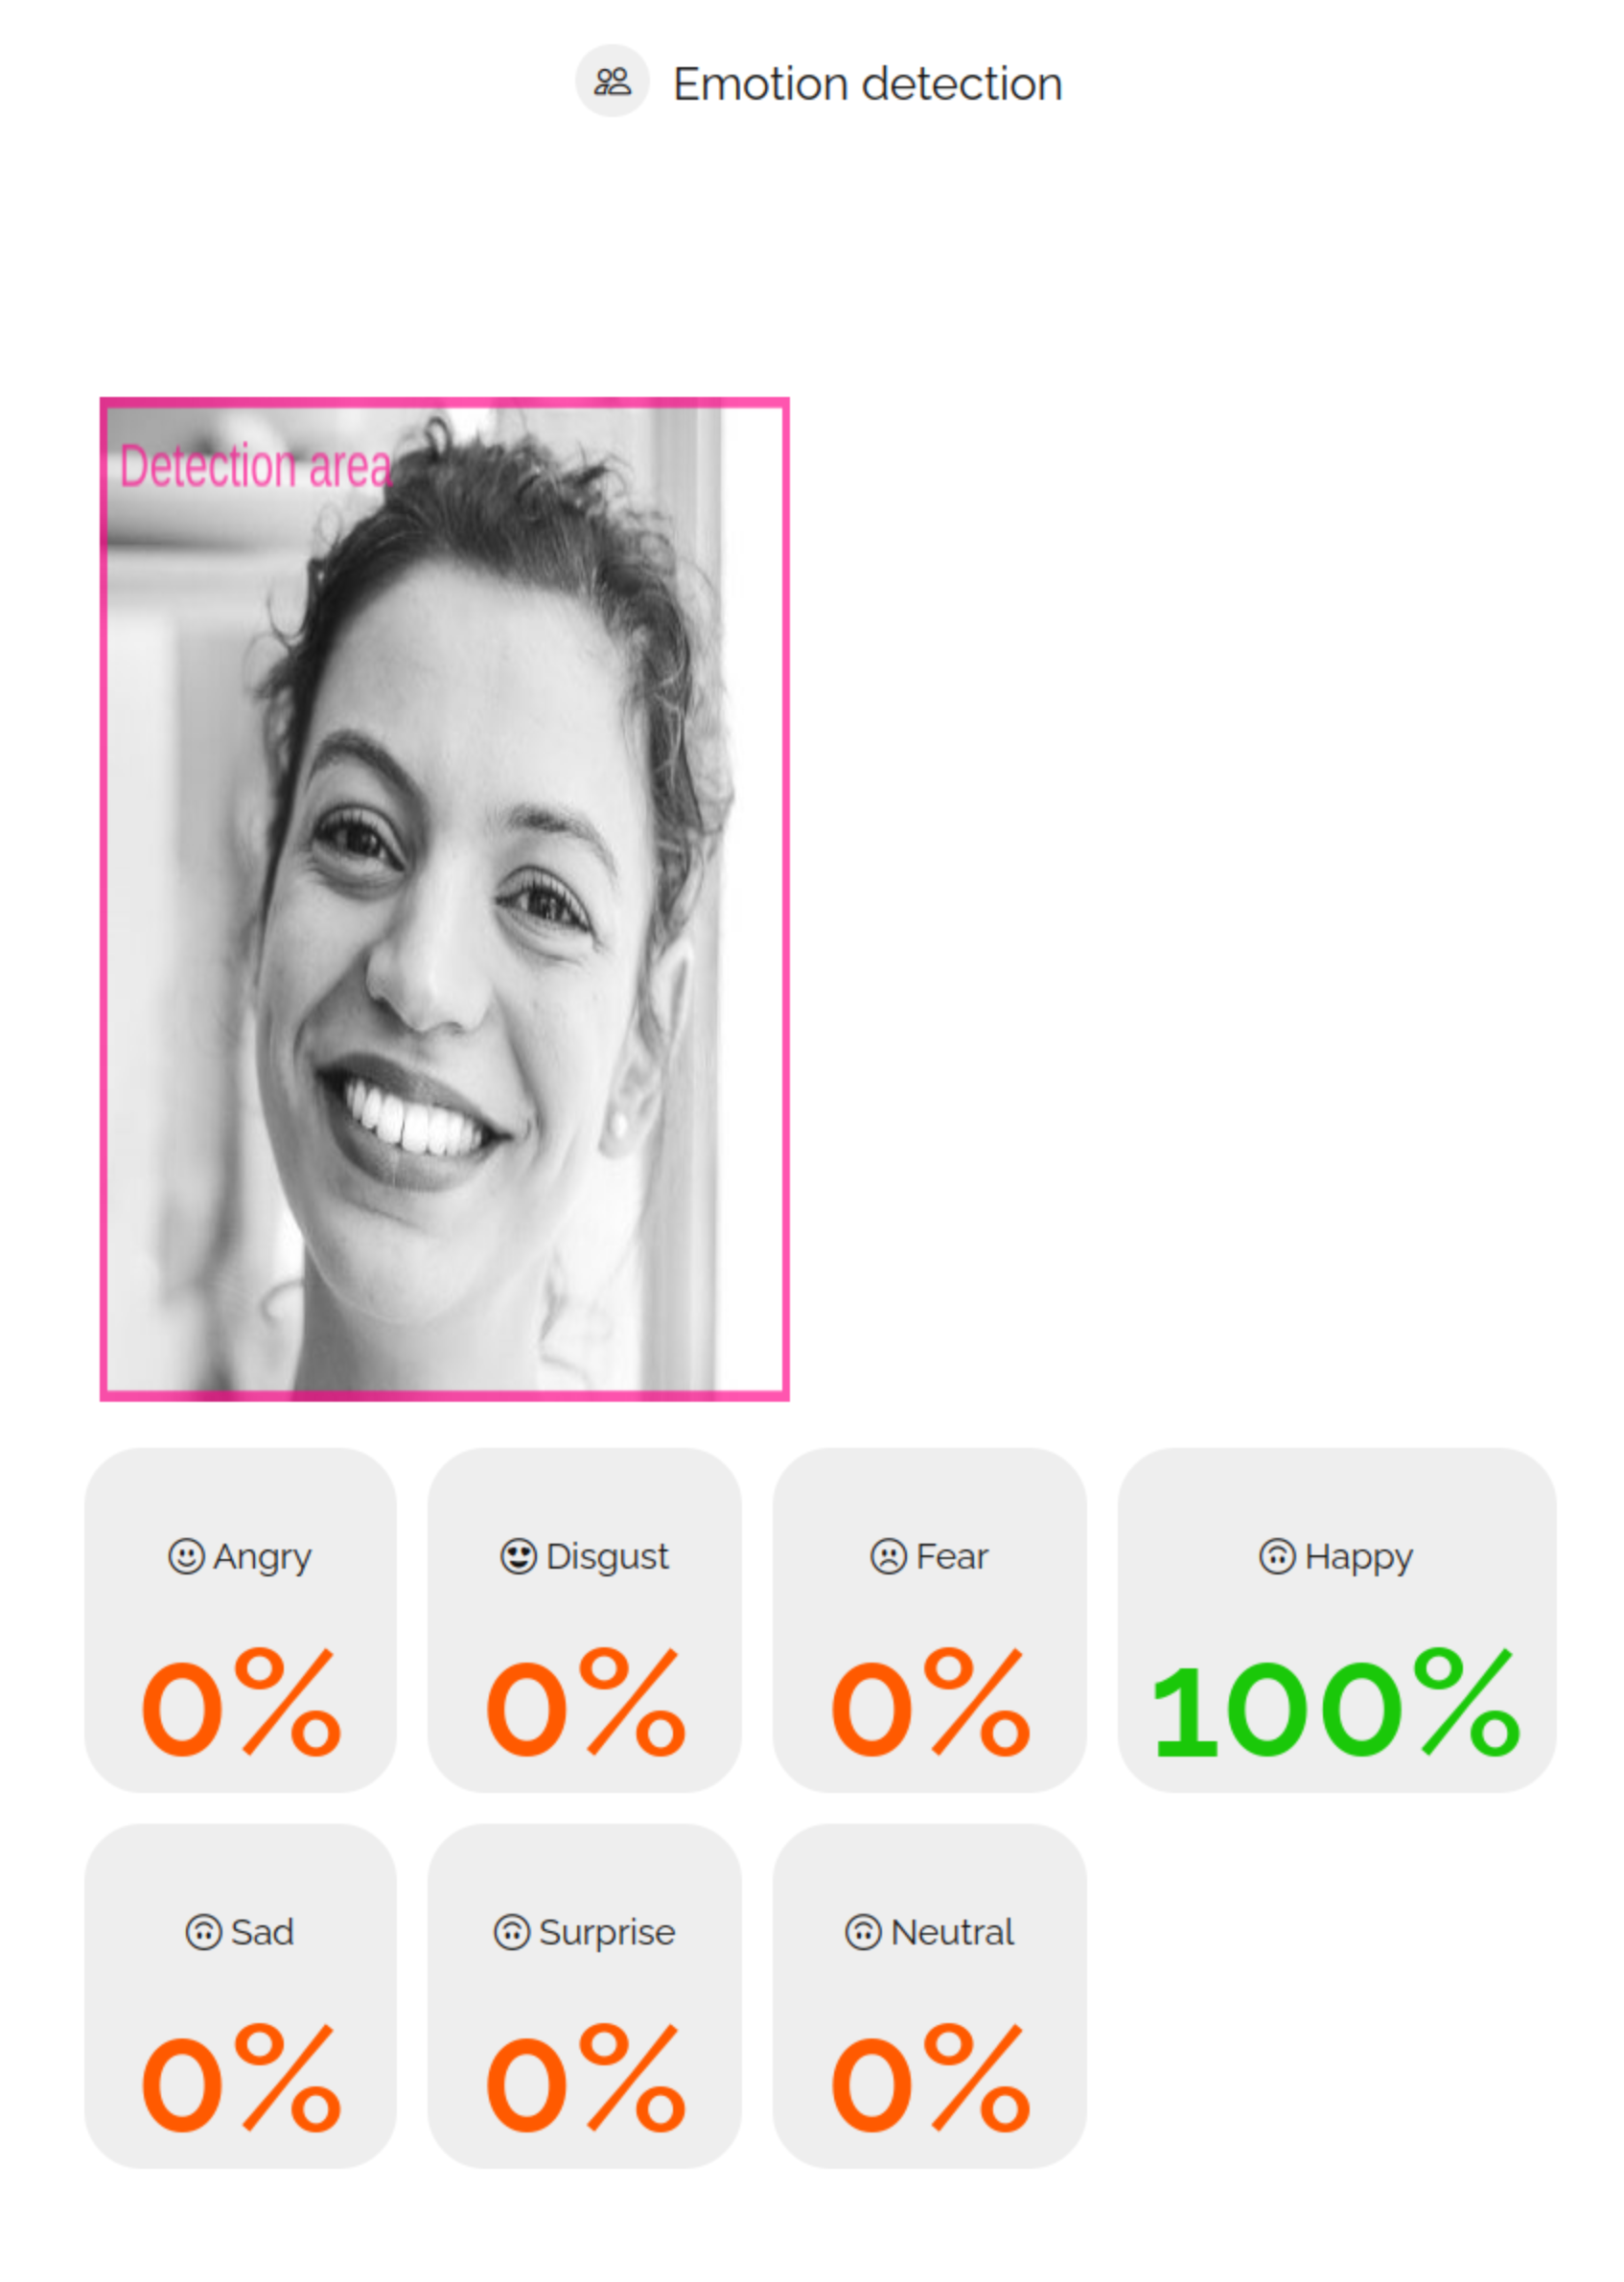 Emotion detection
Detection area
Angry
Disgust
Fear
Happy
0%
0%
0%
100%
Sad
Surprise
Neutral
0%
0%
0%